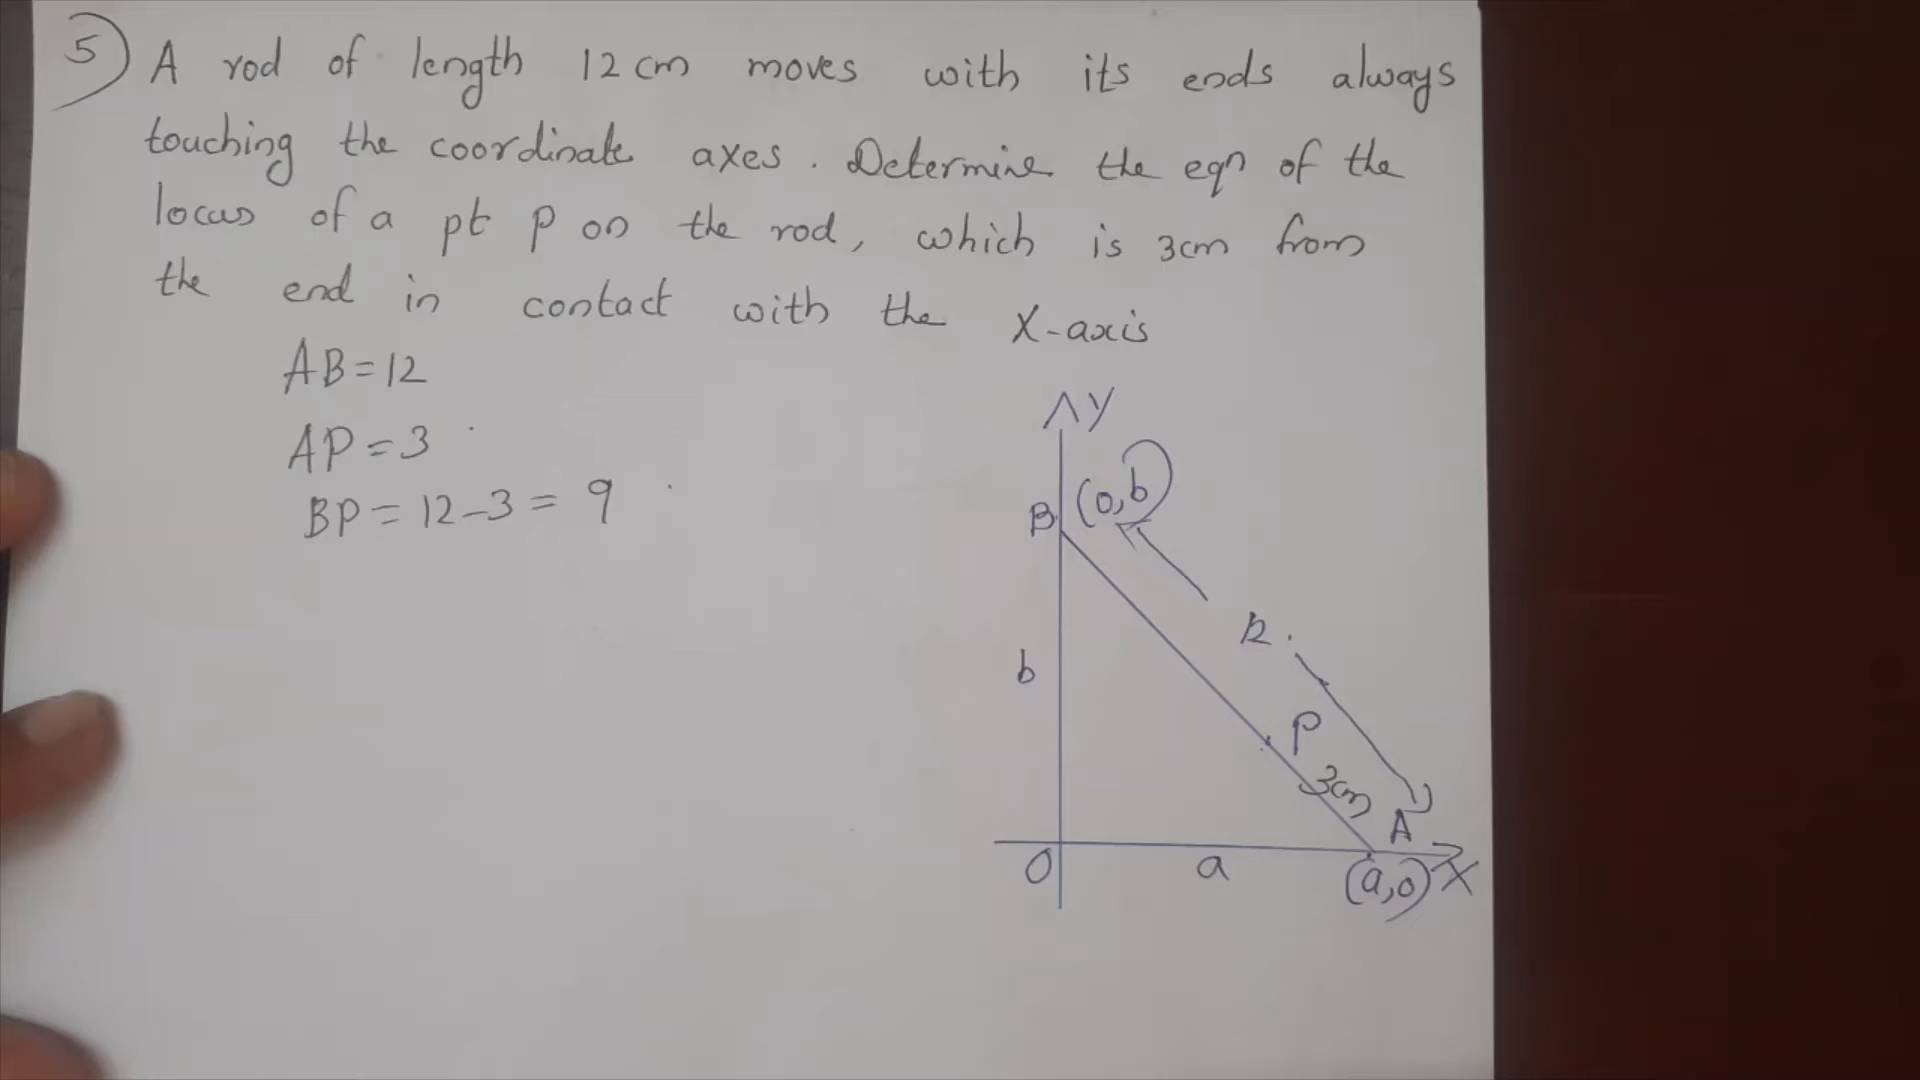 5) A rod of length 12 cm moves with its ends always
touching the coordinate axes. Determine the eqn of the
locus of a pt P on the rod, which is 3cm from
the end in contact with the X-axis
AB=12
AP=3
BP=12-3=9
Y
B (0,b)
12
b
P
3cm
A
O a (a,0) X